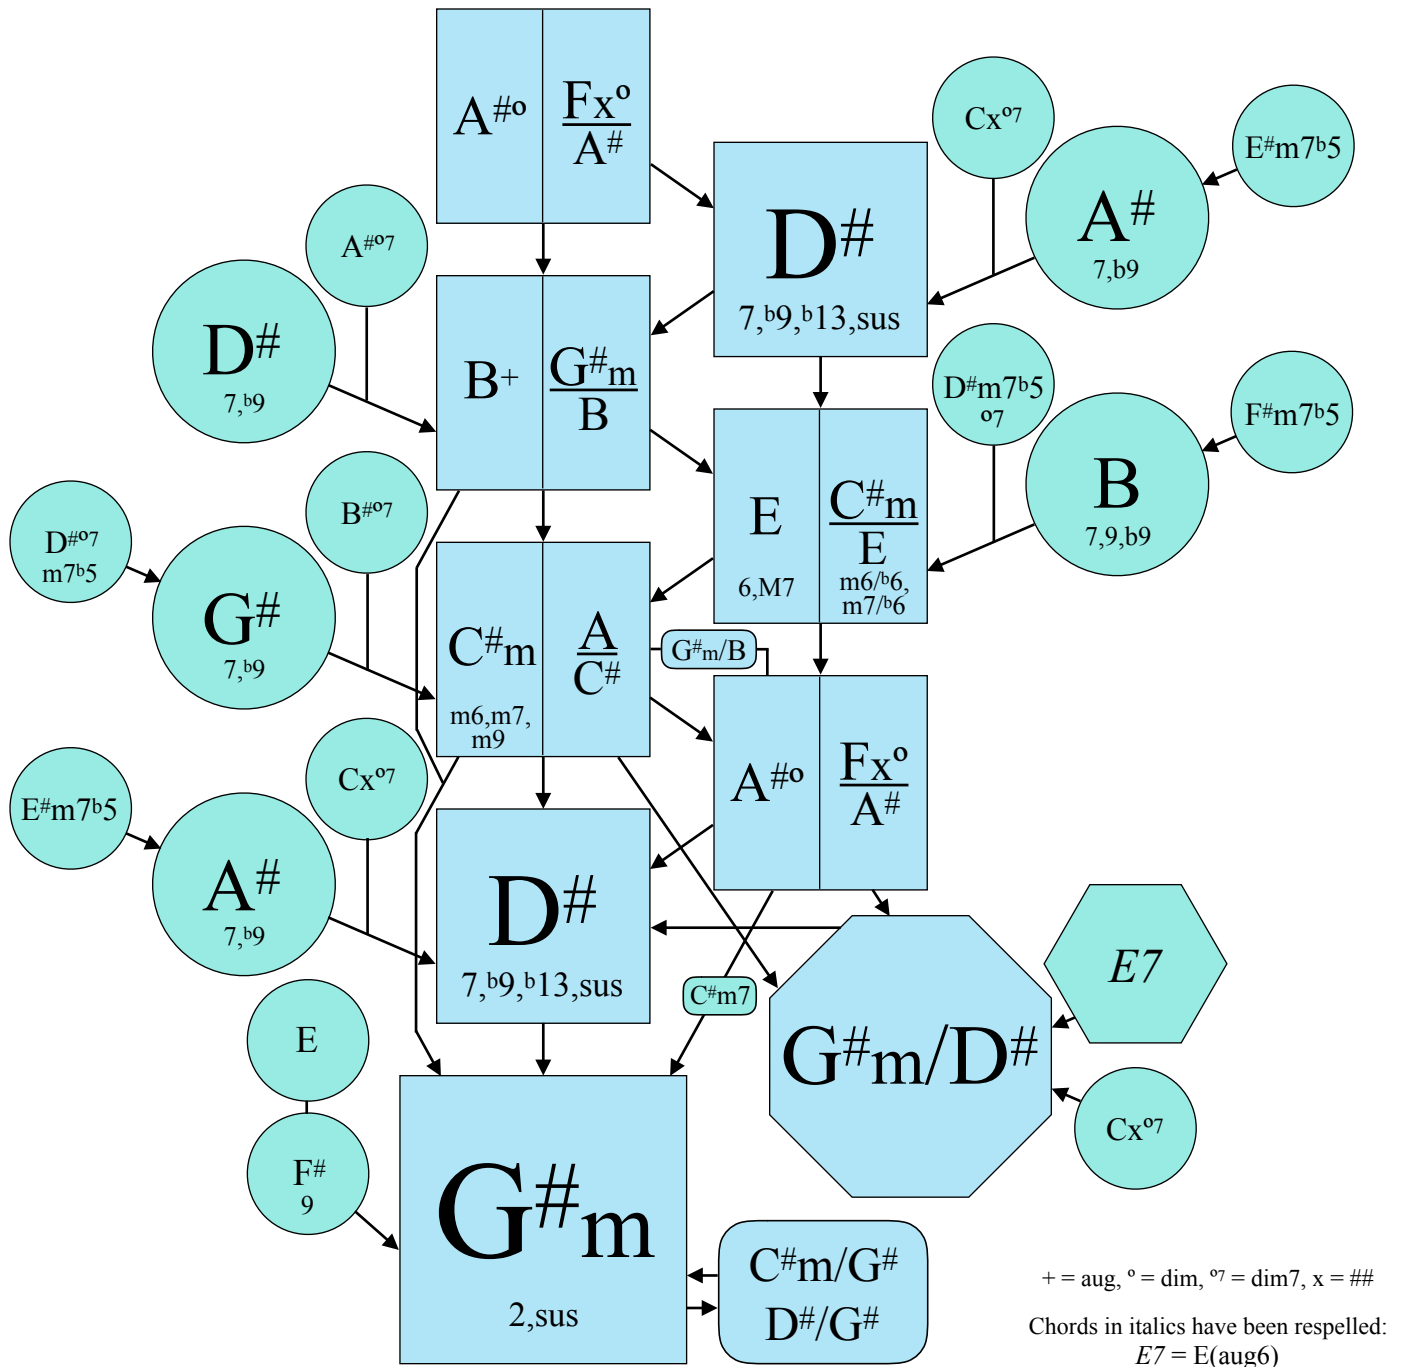 A#º
Fxº
A#
Cxº7
E#m7b5
A#
7,b9
D#
7,b9,b13,sus
A#º7
D#
7,b9
B+
G#m
B
D#m7b5
º7
F#m7b5
B
7,9,b9
E
6,M7
C#m
E
m6/b6,
m7/b6
B#º7
D#º7
m7b5
G#
7,b9
C#m
m6,m7,
m9
A
C#
G#m/B
A#º
Fxº
A#
Cxº7
E#m7b5
A#
7,b9
D#
7,b9,b13,sus
C#m7
E7
G#m/D#
Cxº7
E
F#
9
G#m
2,sus
C#m/G#
D#/G#
+ = aug, º = dim, º7 = dim7, x = ##
Chords in italics have been respelled:
E7 = E(aug6)